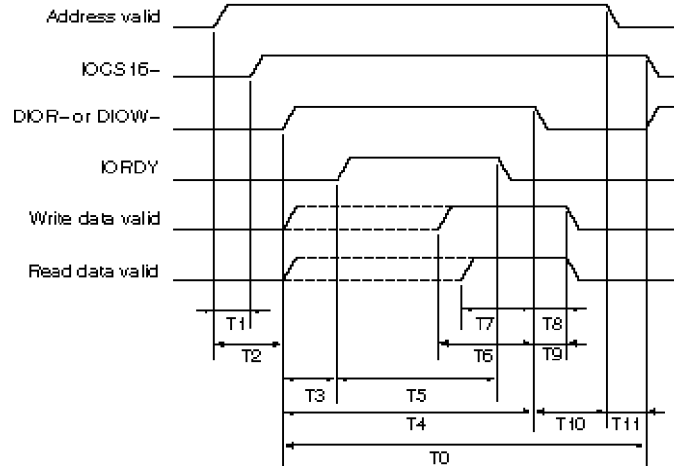 Address valid
IOCS16-
DIOR- or DIOW-
IORDY
Write data valid
Read data valid
T1 T7 T8
T2 T6 T9
T3 T5
T4 T10 T11
T0